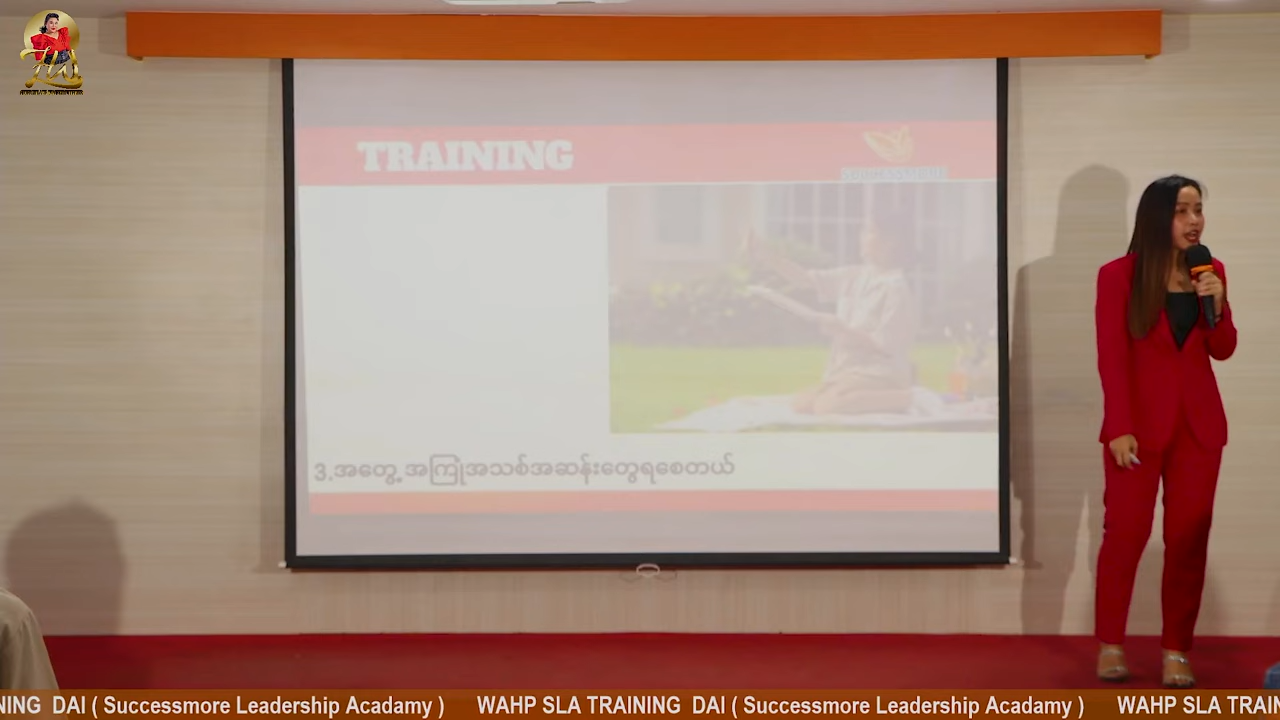 TRAINING
SUCCESSMORE
3.အတွေ့အကြုံအသစ်အဆန်းတွေရစေတယ်
NING DAI ( Successmore Leadership Acadamy ) WAHP SLA TRAINING DAI ( Successmore Leadership Acadamy ) WAHP SLA TRAIN